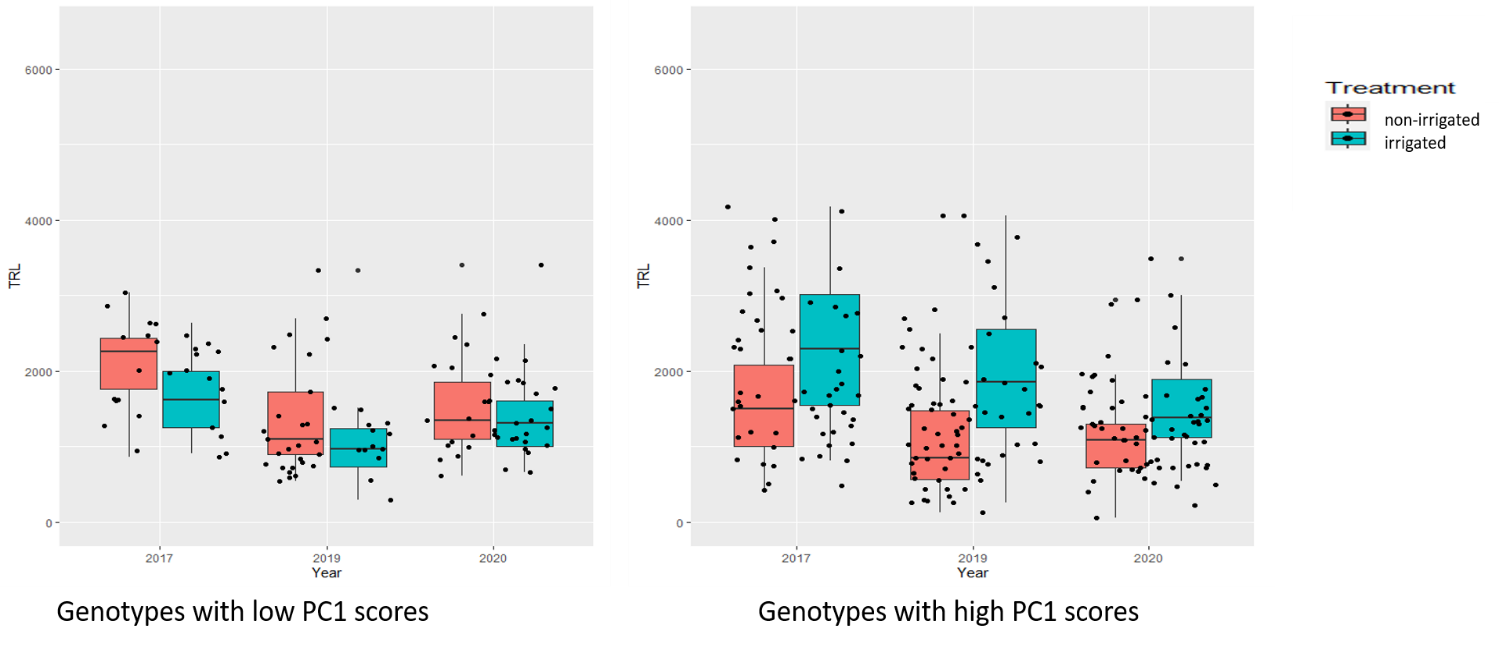 6000
4000
2000
0
TRL
2017 2019 2020
Year
Genotypes with low PC1 scores
6000
4000
2000
0
TRL
2017 2019 2020
Year
Genotypes with high PC1 scores
Treatment
non-irrigated
irrigated